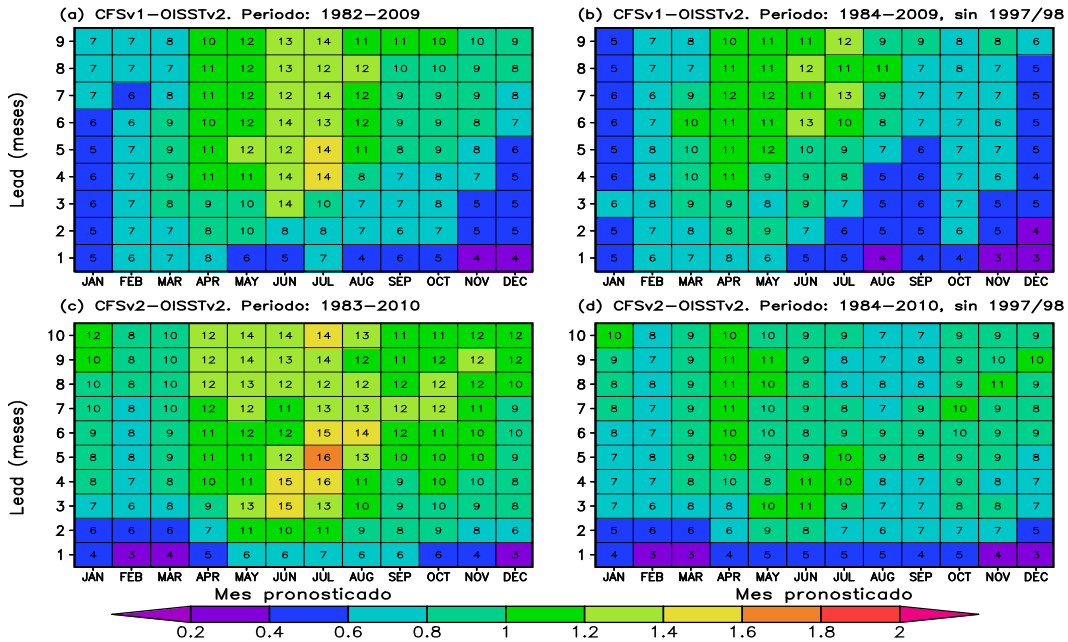 (a) CFSv1−OISSTv2. Periodo: 1982−2009
9 7 7 8 10 12 13 14 11 11 10 10 9
8 7 7 7 11 12 13 12 12 10 10 9 8
7 7 6 8 11 11 12 14 12 9 9 9 8
6 6 6 9 10 12 14 13 12 9 9 8 7
5 5 7 9 11 12 12 14 11 8 9 8 6
4 6 7 9 11 11 14 14 8 7 8 7 5
3 6 7 8 9 10 14 10 7 7 8 5 5
2 5 7 7 8 10 8 8 7 6 7 5 5
1 5 6 7 8 6 5 7 4 6 5 4 4
JAN FEB MAR APR MAY JUN JUL AUG SEP OCT NOV DEC
Lead (meses)
(b) CFSv1−OISSTv2. Periodo: 1984−2009, sin 1997/98
9 5 7 8 10 11 11 12 9 9 8 8 6
8 5 7 7 11 11 12 11 11 7 8 7 5
7 6 6 9 12 12 11 13 9 7 7 7 5
6 5 7 10 11 11 13 10 8 7 7 6 5
5 5 7 9 11 12 10 9 7 6 7 7 5
4 6 8 10 11 9 9 8 5 5 7 6 4
3 6 8 9 9 8 9 7 5 5 7 5 5
2 5 7 7 8 9 7 6 5 5 6 5 4
1 5 6 7 8 7 5 5 4 4 4 3 3
JAN FEB MAR APR MAY JUN JUL AUG SEP OCT NOV DEC
(c) CFSv2−OISSTv2. Periodo: 1983−2010
10 12 8 10 12 14 14 14 13 11 11 12 12
9 10 8 9 12 14 13 14 12 11 12 12 12
8 10 8 10 12 13 12 12 12 12 12 12 10
7 10 8 10 12 12 11 13 13 12 12 11 9
6 9 8 9 11 12 12 15 14 12 11 10 10
5 8 8 9 11 11 12 16 13 10 10 10 9
4 8 7 8 10 11 15 16 11 9 10 10 8
3 7 6 8 9 13 15 13 10 9 10 9 8
2 6 6 6 7 11 10 11 9 8 9 8 6
1 4 3 4 5 6 6 7 6 6 6 4 3
JAN FEB MAR APR MAY JUN JUL AUG SEP OCT NOV DEC
Lead (meses)
Mes pronosticado
(d) CFSv2−OISSTv2. Periodo: 1984−2010, sin 1997/98
10 10 8 9 10 10 9 9 7 7 9 9 9
9 9 7 9 11 11 9 8 7 8 9 10 10
8 8 8 9 11 10 8 8 8 8 9 11 9
7 8 7 9 11 10 9 8 7 9 10 9 8
6 8 7 9 10 10 8 9 9 9 10 9 9
5 7 7 9 10 9 9 10 9 8 9 9 8
4 7 7 8 10 8 11 10 8 7 9 8 7
3 7 6 8 8 10 11 9 8 7 8 8 7
2 6 6 6 6 9 8 7 6 7 7 8 5
1 4 3 3 4 5 5 5 5 4 5 4 3
JAN FEB MAR APR MAY JUN JUL AUG SEP OCT NOV DEC
Mes pronosticado
0.2 0.4 0.6 0.8 1 1.2 1.4 1.6 1.8 2